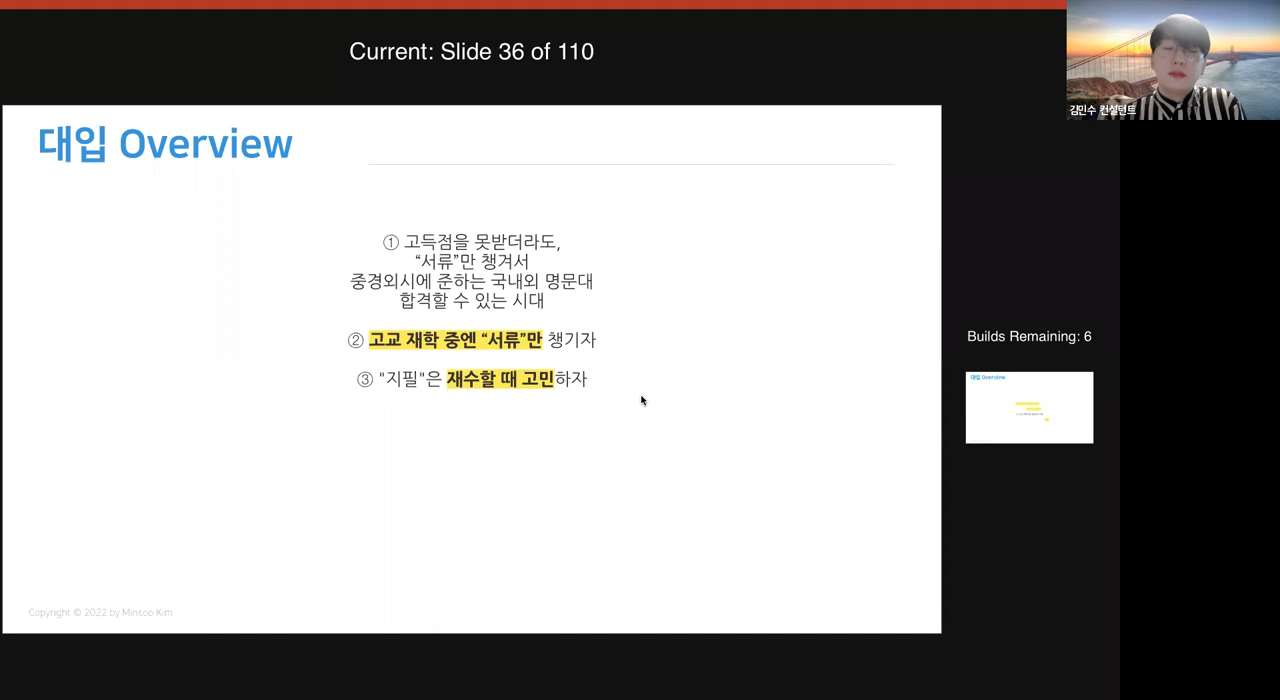 Current: Slide 36 of 110
김민수 컨설턴트
대입 Overview
① 고득점을 못받더라도,
“서류”만 챙겨서
중경외시에 준하는 국내외 명문대
합격할 수 있는 시대
② 고교 재학 중엔 “서류”만 챙기자
③ "지필"은 재수할 때 고민하자
Builds Remaining: 6
대입 Overview
Copyright © 2022 by Minsoo Kim